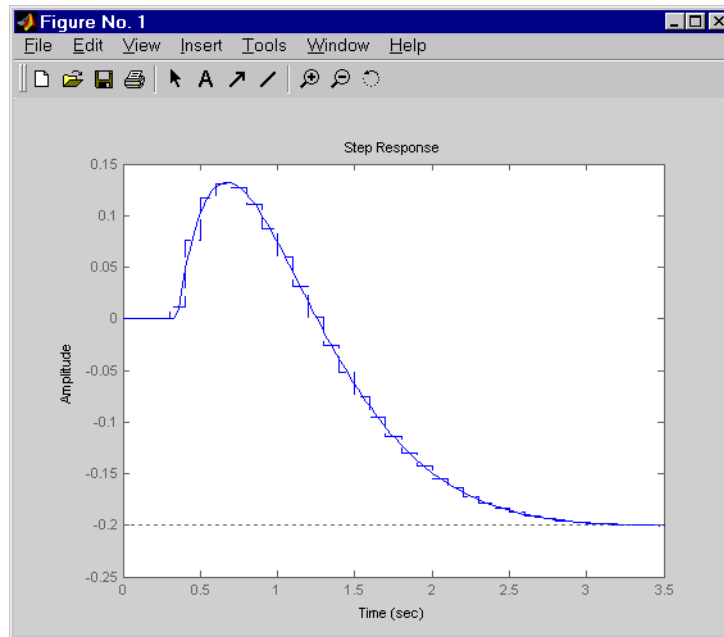 Figure No. 1
File Edit View Insert Tools Window Help
A
Step Response
0.15
0.1
0.05
0
-0.05
-0.1
-0.15
-0.2
-0.25
Amplitude
0 0.5 1 1.5 2 2.5 3 3.5
Time (sec)